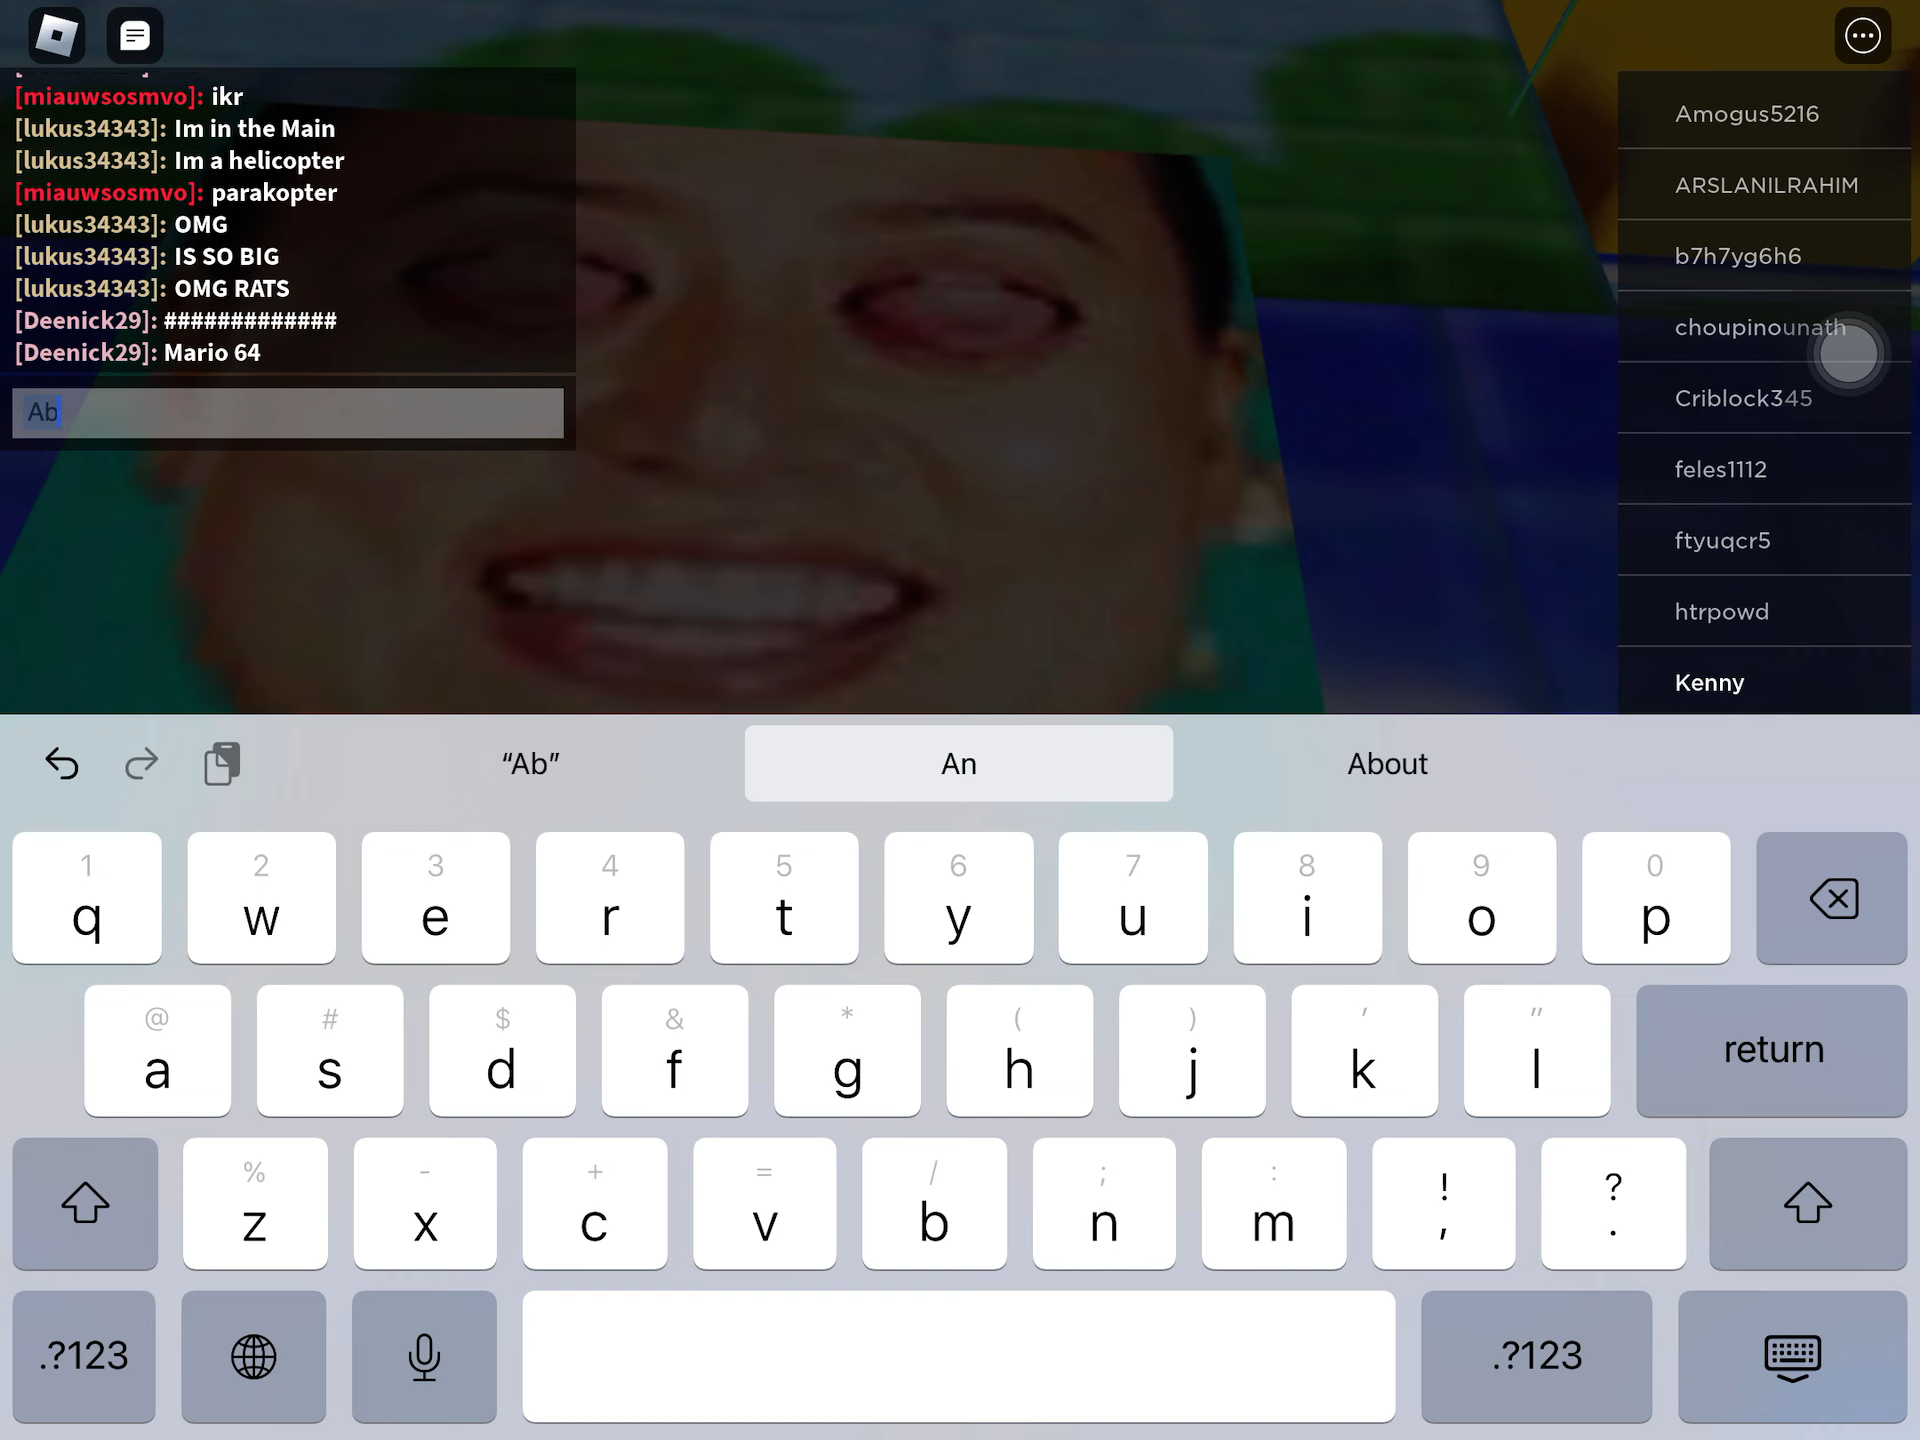 [miauwsosmvo]: ikr
[lukus34343]: Im in the Main
[lukus34343]: Im a helicopter
[miauwsosmvo]: parakopter
[lukus34343]: OMG
[lukus34343]: IS SO BIG
[lukus34343]: OMG RATS
[Deenick29]: #############
[Deenick29]: Mario 64
Ab
Amogus5216
ARSLANILRAHIM
b7h7yg6h6
choupinounath
Criblock345
feles1112
ftyuqcr5
htrpowd
Kenny
“Ab” An About
1 2 3 4 5 6 7 8 9 0
q w e r t y u i o p
@ # $ & * ( ) ' "
a s d f g h j k l return
% - + = / ; : ! ?
z x c v b n m , .
.?123 .?123